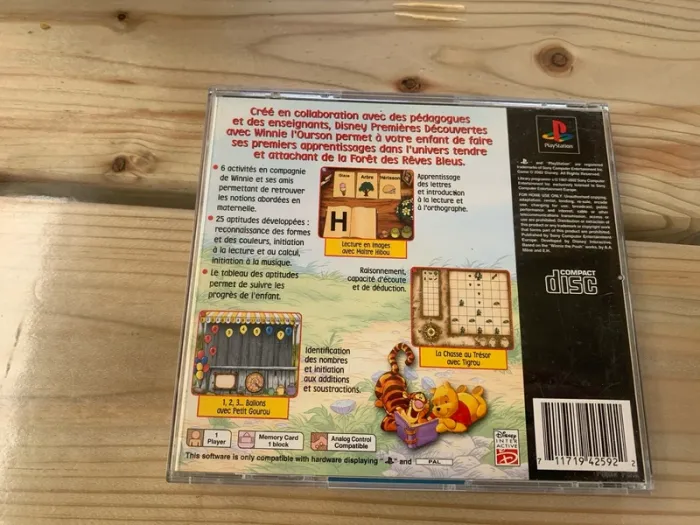 Créé en collaboration avec des pédagogues
et des enseignants, Disney Premières Découvertes
avec Winnie l'Ourson permet à votre enfant de faire
ses premiers apprentissages dans l'univers tendre
et attachant de la Forêt des Rêves Bleus.
• 6 activités en compagnie
de Winnie et ses amis
permettant de retrouver
les notions abordées en
maternelle.
• 25 aptitudes développées :
reconnaissance des formes
et des couleurs, initiation
à la lecture et au calcul,
initiation à la musique.
• Le tableau des aptitudes
permet de suivre les
progrès de l'enfant.
Arbre
H
Lecture en images
avec Maître Hibou
Apprentissage
des lettres
et introduction
à la lecture et
à l'orthographe.
Raisonnement,
capacité d'écoute
et de déduction.
La Chasse au Trésor
avec Tigrou
1, 2, 3... Ballons
avec Petit Gourou
Identification
des nombres
et initiation
aux additions
et soustractions.
1
Player
Memory Card
1 block
Analog Control
Compatible
Disney
INTER
ACTIVE
This software is only compatible with hardware displaying " " and PAL
PlayStation
COMPACT
disc
7 11719 42592 2